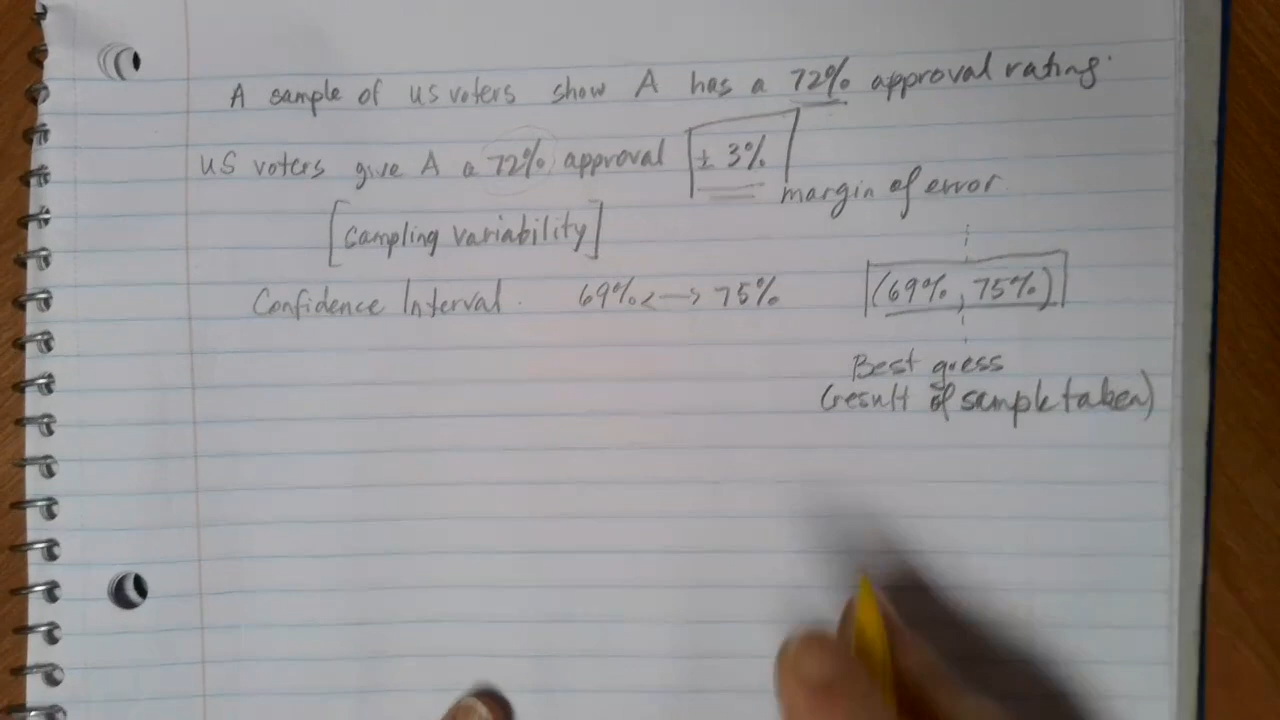 A sample of US voters show A has a 72% approval rating.
US voters give A a 72% approval ± 3%
margin of error
[sampling variability]
Confidence Interval. 69% <—> 75% (69%, 75%)
Best guess
(result of sample taken)